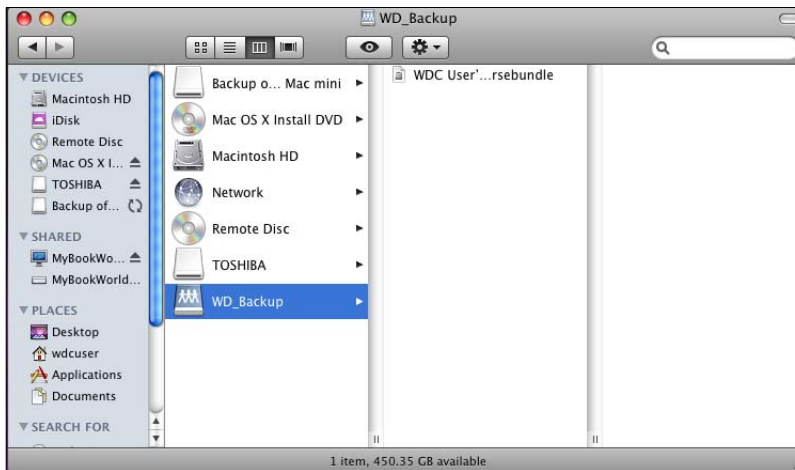 WD_Backup
DEVICES
Macintosh HD
iDisk
Remote Disc
Mac OS X I...
TOSHIBA
Backup of...
SHARED
MyBookWo...
MyBookWorld...
PLACES
Desktop
wdcuser
Applications
Documents
SEARCH FOR
Backup o... Mac mini
Mac OS X Install DVD
Macintosh HD
Network
Remote Disc
TOSHIBA
WD_Backup
WDC User'...rsebundle
1 item, 450.35 GB available